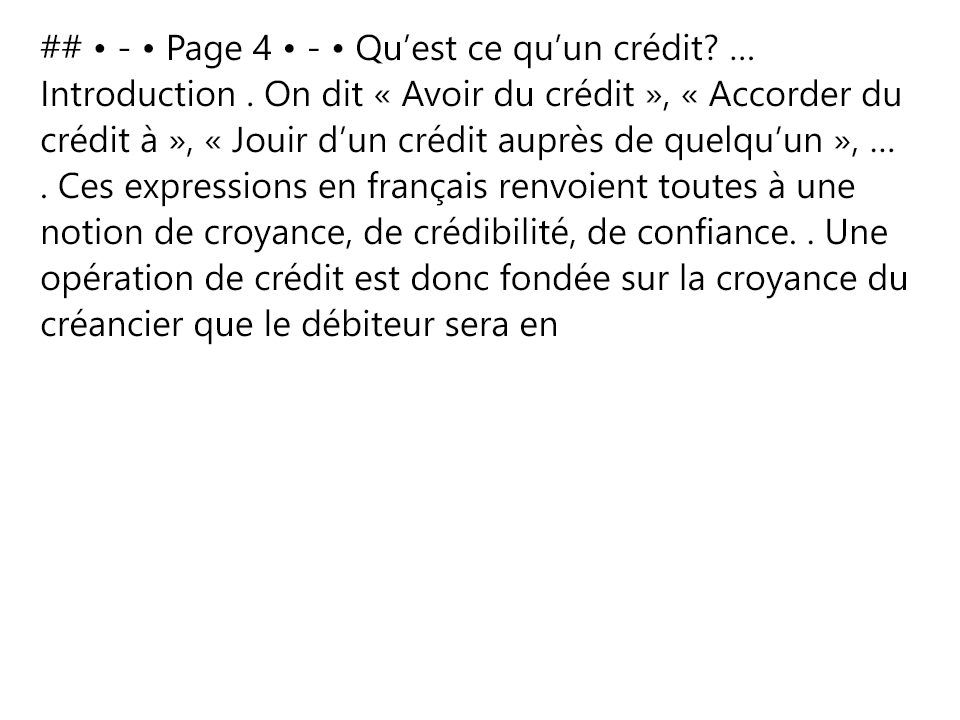 ## • - • Page 4 • - • Qu’est ce qu’un crédit? ...
Introduction . On dit « Avoir du crédit », « Accorder du
crédit à », « Jouir d’un crédit auprès de quelqu’un », ...
. Ces expressions en français renvoient toutes à une
notion de croyance, de crédibilité, de confiance. . Une
opération de crédit est donc fondée sur la croyance du
créancier que le débiteur sera en